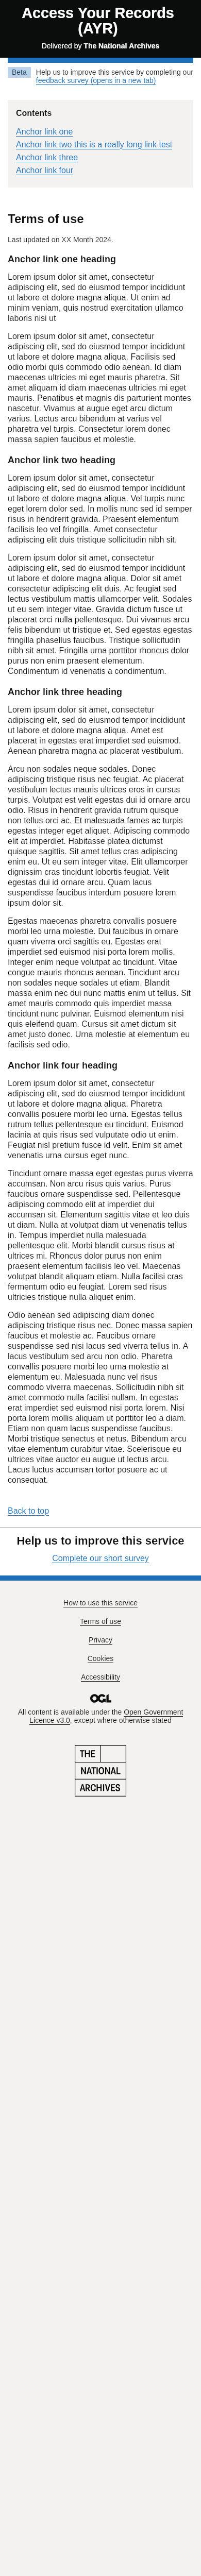 Access Your Records
(AYR)
Delivered by The National Archives
Beta
Help us to improve this service by completing our
feedback survey (opens in a new tab)
Contents
Anchor link one
Anchor link two this is a really long link test
Anchor link three
Anchor link four
Terms of use
Last updated on XX Month 2024.
Anchor link one heading
Lorem ipsum dolor sit amet, consectetur
adipiscing elit, sed do eiusmod tempor incididunt
ut labore et dolore magna aliqua. Ut enim ad
minim veniam, quis nostrud exercitation ullamco
laboris nisi ut
Lorem ipsum dolor sit amet, consectetur
adipiscing elit, sed do eiusmod tempor incididunt
ut labore et dolore magna aliqua. Facilisis sed
odio morbi quis commodo odio aenean. Id diam
maecenas ultricies mi eget mauris pharetra. Sit
amet aliquam id diam maecenas ultricies mi eget
mauris. Penatibus et magnis dis parturient montes
nascetur. Vivamus at augue eget arcu dictum
varius. Lectus arcu bibendum at varius vel
pharetra vel turpis. Consectetur lorem donec
massa sapien faucibus et molestie.
Anchor link two heading
Lorem ipsum dolor sit amet, consectetur
adipiscing elit, sed do eiusmod tempor incididunt
ut labore et dolore magna aliqua. Vel turpis nunc
eget lorem dolor sed. In mollis nunc sed id semper
risus in hendrerit gravida. Praesent elementum
facilisis leo vel fringilla. Amet consectetur
adipiscing elit duis tristique sollicitudin nibh sit.
Lorem ipsum dolor sit amet, consectetur
adipiscing elit, sed do eiusmod tempor incididunt
ut labore et dolore magna aliqua. Dolor sit amet
consectetur adipiscing elit duis. Ac feugiat sed
lectus vestibulum mattis ullamcorper velit. Sodales
ut eu sem integer vitae. Gravida dictum fusce ut
placerat orci nulla pellentesque. Dui vivamus arcu
felis bibendum ut tristique et. Sed egestas egestas
fringilla phasellus faucibus. Tristique sollicitudin
nibh sit amet. Fringilla urna porttitor rhoncus dolor
purus non enim praesent elementum.
Condimentum id venenatis a condimentum.
Anchor link three heading
Lorem ipsum dolor sit amet, consectetur
adipiscing elit, sed do eiusmod tempor incididunt
ut labore et dolore magna aliqua. Amet est
placerat in egestas erat imperdiet sed euismod.
Aenean pharetra magna ac placerat vestibulum.
Arcu non sodales neque sodales. Donec
adipiscing tristique risus nec feugiat. Ac placerat
vestibulum lectus mauris ultrices eros in cursus
turpis. Volutpat est velit egestas dui id ornare arcu
odio. Risus in hendrerit gravida rutrum quisque
non tellus orci ac. Et malesuada fames ac turpis
egestas integer eget aliquet. Adipiscing commodo
elit at imperdiet. Habitasse platea dictumst
quisque sagittis. Sit amet tellus cras adipiscing
enim eu. Ut eu sem integer vitae. Elit ullamcorper
dignissim cras tincidunt lobortis feugiat. Velit
egestas dui id ornare arcu. Quam lacus
suspendisse faucibus interdum posuere lorem
ipsum dolor sit.
Egestas maecenas pharetra convallis posuere
morbi leo urna molestie. Dui faucibus in ornare
quam viverra orci sagittis eu. Egestas erat
imperdiet sed euismod nisi porta lorem mollis.
Integer enim neque volutpat ac tincidunt. Vitae
congue mauris rhoncus aenean. Tincidunt arcu
non sodales neque sodales ut etiam. Blandit
massa enim nec dui nunc mattis enim ut tellus. Sit
amet mauris commodo quis imperdiet massa
tincidunt nunc pulvinar. Euismod elementum nisi
quis eleifend quam. Cursus sit amet dictum sit
amet justo donec. Urna molestie at elementum eu
facilisis sed odio.
Anchor link four heading
Lorem ipsum dolor sit amet, consectetur
adipiscing elit, sed do eiusmod tempor incididunt
ut labore et dolore magna aliqua. Pharetra
convallis posuere morbi leo urna. Egestas tellus
rutrum tellus pellentesque eu tincidunt. Euismod
lacinia at quis risus sed vulputate odio ut enim.
Feugiat nisl pretium fusce id velit. Enim sit amet
venenatis urna cursus eget nunc.
Tincidunt ornare massa eget egestas purus viverra
accumsan. Non arcu risus quis varius. Purus
faucibus ornare suspendisse sed. Pellentesque
adipiscing commodo elit at imperdiet dui
accumsan sit. Elementum sagittis vitae et leo duis
ut diam. Nulla at volutpat diam ut venenatis tellus
in. Tempus imperdiet nulla malesuada
pellentesque elit. Morbi blandit cursus risus at
ultrices mi. Rhoncus dolor purus non enim
praesent elementum facilisis leo vel. Maecenas
volutpat blandit aliquam etiam. Nulla facilisi cras
fermentum odio eu feugiat. Lorem sed risus
ultricies tristique nulla aliquet enim.
Odio aenean sed adipiscing diam donec
adipiscing tristique risus nec. Donec massa sapien
faucibus et molestie ac. Faucibus ornare
suspendisse sed nisi lacus sed viverra tellus in. A
lacus vestibulum sed arcu non odio. Pharetra
convallis posuere morbi leo urna molestie at
elementum eu. Malesuada nunc vel risus
commodo viverra maecenas. Sollicitudin nibh sit
amet commodo nulla facilisi nullam. In egestas
erat imperdiet sed euismod nisi porta lorem. Nisi
porta lorem mollis aliquam ut porttitor leo a diam.
Etiam non quam lacus suspendisse faucibus.
Morbi tristique senectus et netus. Bibendum arcu
vitae elementum curabitur vitae. Scelerisque eu
ultrices vitae auctor eu augue ut lectus arcu.
Lacus luctus accumsan tortor posuere ac ut
consequat.
Back to top
Help us to improve this service
Complete our short survey
How to use this service
Terms of use
Privacy
Cookies
Accessibility
OGL
All content is available under the Open Government
Licence v3.0, except where otherwise stated
THE
NATIONAL
ARCHIVES